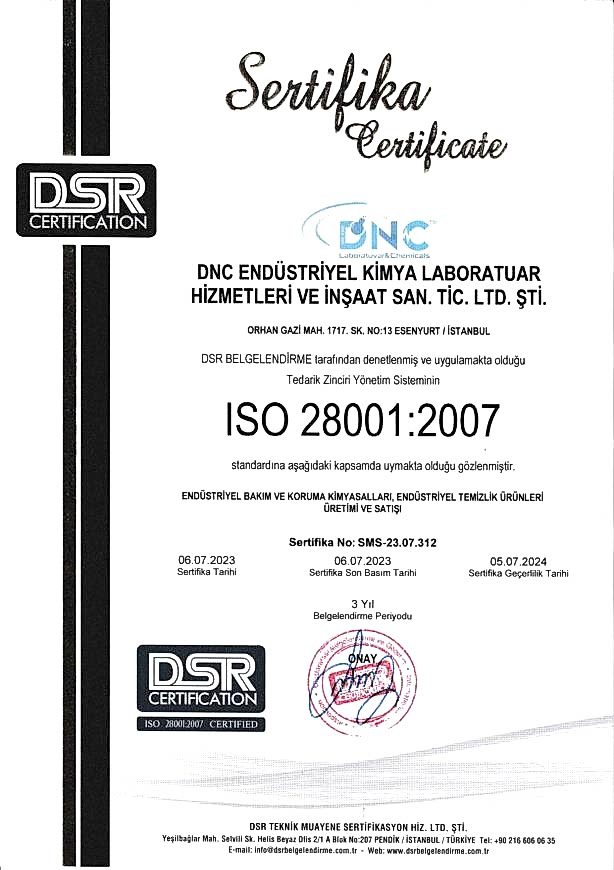 Sertifika
Certificate
DSR
CERTIFICATION
DNC
Laboratuvar&Chemicals
DNC ENDÜSTRİYEL KİMYA LABORATUAR
HİZMETLERİ VE İNŞAAT SAN. TİC. LTD. ŞTİ.
ORHAN GAZİ MAH. 1717. SK. NO:13 ESENYURT / İSTANBUL
DSR BELGELENDİRME tarafından denetlenmiş ve uygulamakta olduğu
Tedarik Zinciri Yönetim Sisteminin
ISO 28001:2007
standardına aşağıdaki kapsamda uymakta olduğu gözlenmiştir.
ENDÜSTRİYEL BAKIM VE KORUMA KİMYASALLARI, ENDÜSTRİYEL TEMİZLİK ÜRÜNLERİ
ÜRETİMİ VE SATIŞI
Sertifika No: SMS-23.07.312
06.07.2023 06.07.2023 05.07.2024
Sertifika Tarihi Sertifika Son Basım Tarihi Sertifika Geçerlilik Tarihi
3 Yıl
Belgelendirme Periyodu
DSR
CERTIFICATION
ISO 28001:2007 CERTIFIED
ONAY
DSR TEKNİK MUAYENE SERTİFİKASYON HİZ. LTD. ŞTİ.
Yeşilbağlar Mah. Selvili Sk. Helis Beyaz Ofis 2/1 A Blok No:207 PENDİK / İSTANBUL / TÜRKİYE Tel: +90 216 606 06 35
E-mail: info@dsrbelgelendirme.com.tr - Web: www.dsrbelgelendirme.com.tr